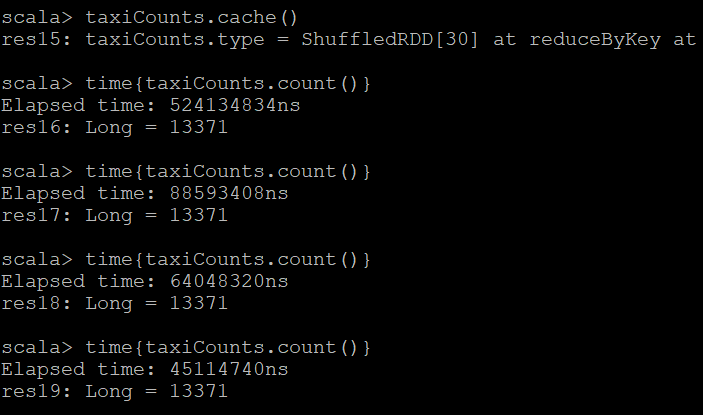 scala> taxiCounts.cache()
res15: taxiCounts.type = ShuffledRDD[30] at reduceByKey at
scala> time{taxiCounts.count()}
Elapsed time: 524134834ns
res16: Long = 13371
scala> time{taxiCounts.count()}
Elapsed time: 88593408ns
res17: Long = 13371
scala> time{taxiCounts.count()}
Elapsed time: 64048320ns
res18: Long = 13371
scala> time{taxiCounts.count()}
Elapsed time: 45114740ns
res19: Long = 13371